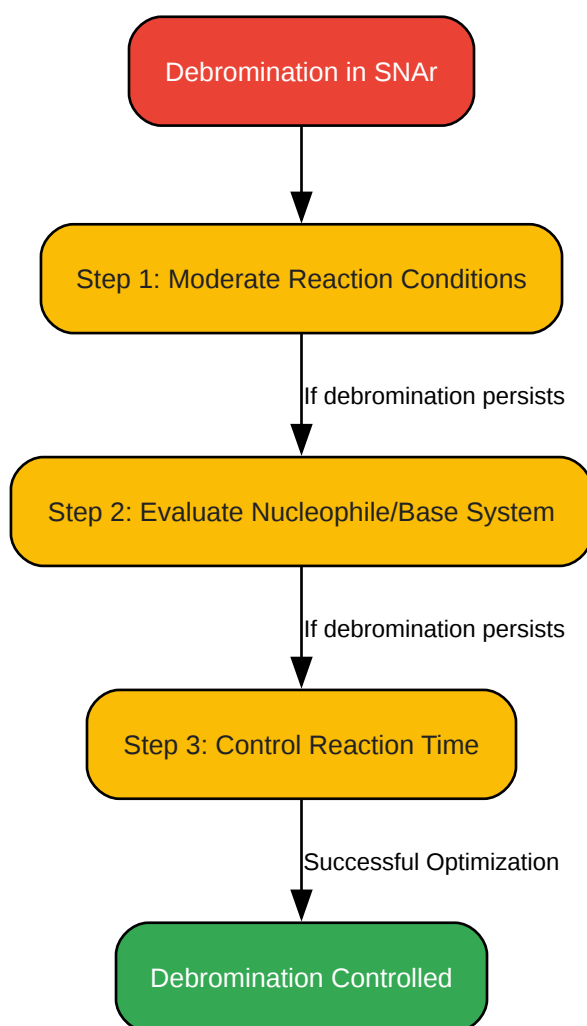 Debromination in SNAr
Step 1: Moderate Reaction Conditions
If debromination persists
Step 2: Evaluate Nucleophile/Base System
If debromination persists
Step 3: Control Reaction Time
Successful Optimization
Debromination Controlled